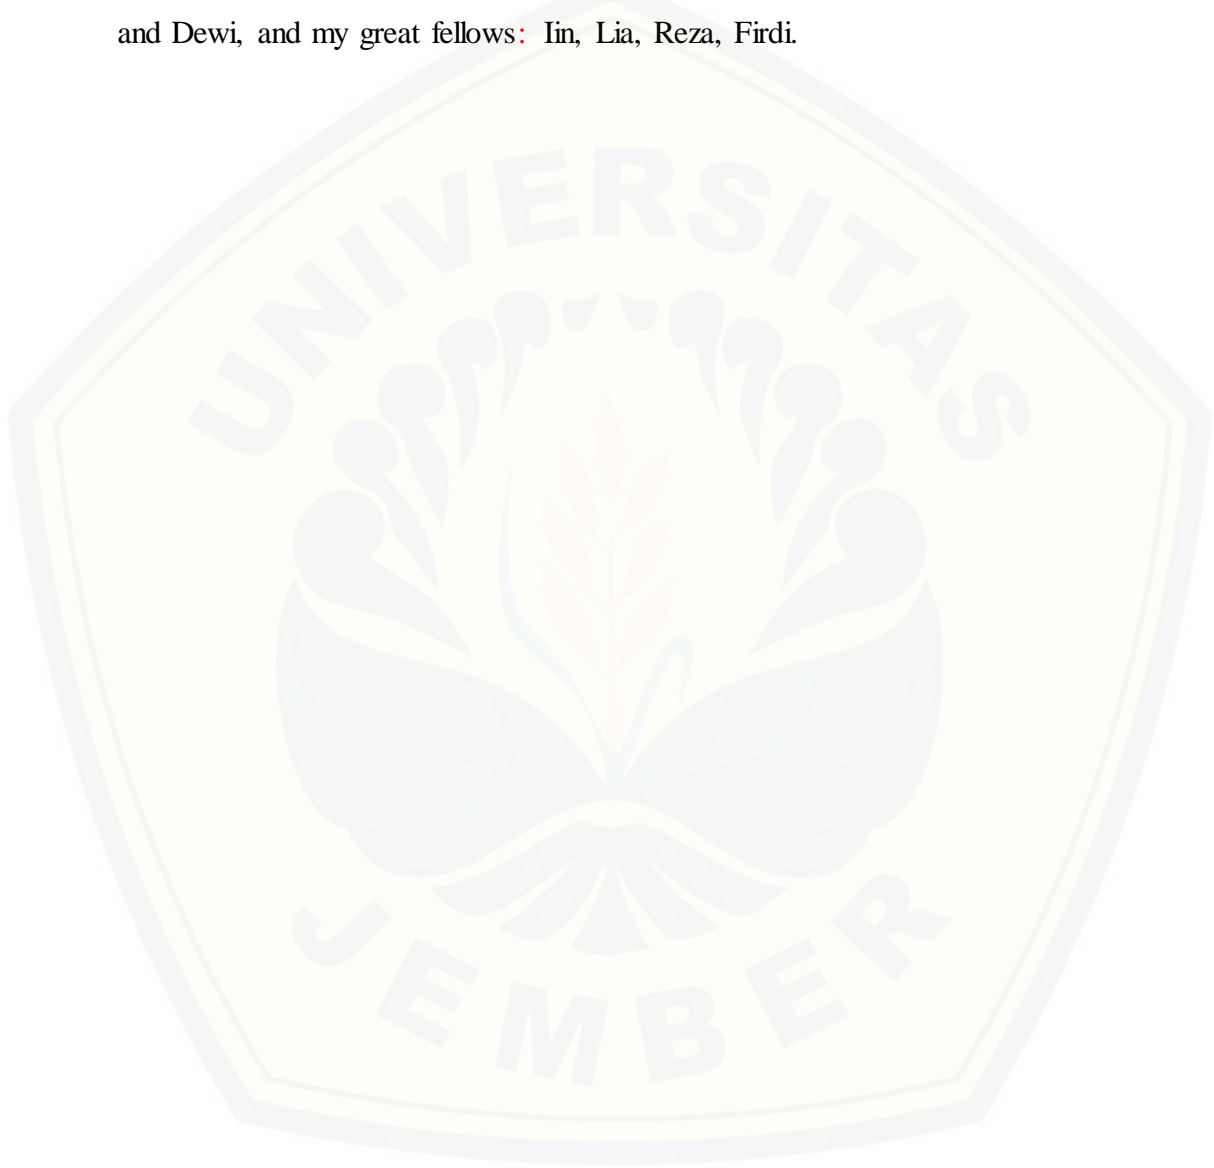 and Dewi, and my great fellows: Iin, Lia, Reza, Firdi.
UNIVERSITAS
JEMBER